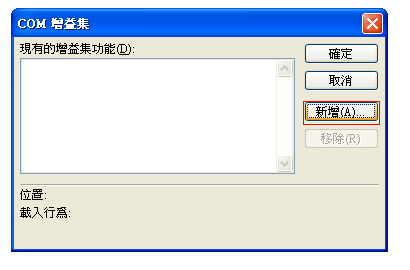 COM 增益集
現有的增益集功能(D):
確定
取消
新增(A)...
移除(R)
位置:
載入行為: